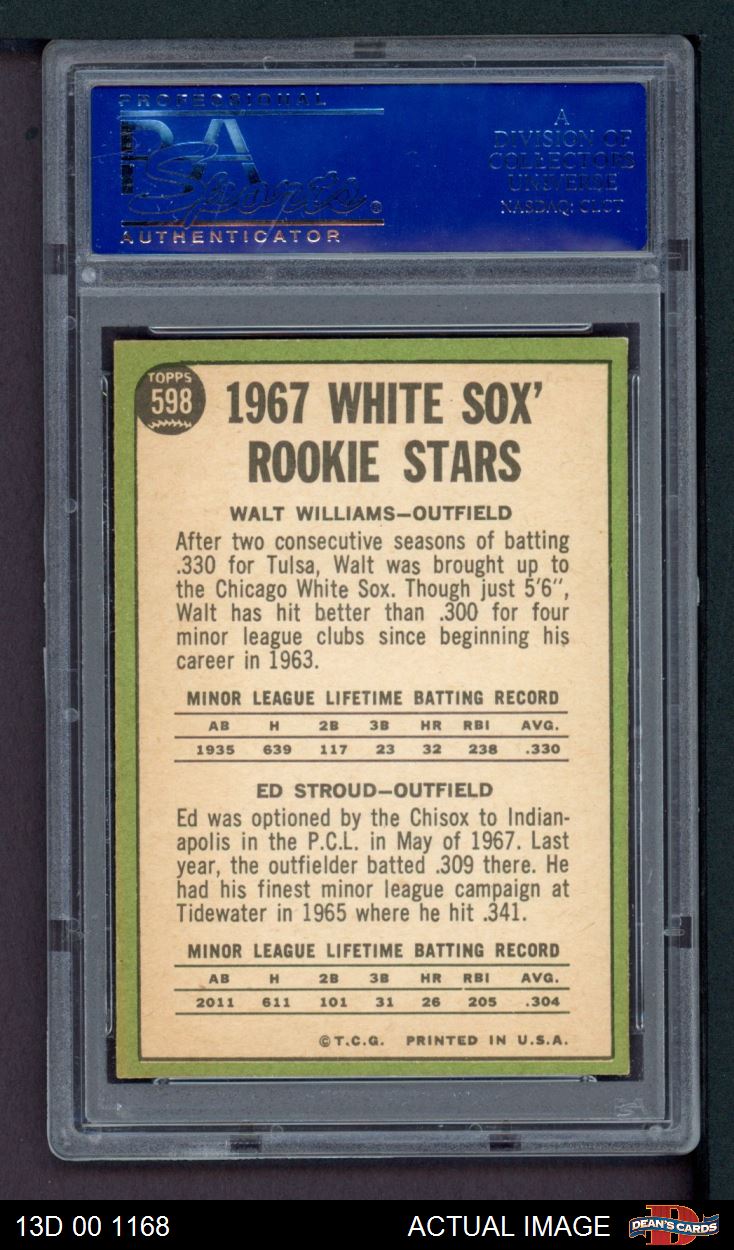 PROFESSIONAL
PSA
Sports®
AUTHENTICATOR
A
DIVISION OF
COLLECTORS
UNIVERSE
NASDAQ: CLCT
TOPPS
598
1967 WHITE SOX'
ROOKIE STARS
WALT WILLIAMS—OUTFIELD
After two consecutive seasons of batting
.330 for Tulsa, Walt was brought up to
the Chicago White Sox. Though just 5'6",
Walt has hit better than .300 for four
minor league clubs since beginning his
career in 1963.
MINOR LEAGUE LIFETIME BATTING RECORD
AB H 2B 3B HR RBI AVG.
1935 639 117 23 32 238 .330
ED STROUD—OUTFIELD
Ed was optioned by the Chisox to Indian-
apolis in the P.C.L. in May of 1967. Last
year, the outfielder batted .309 there. He
had his finest minor league campaign at
Tidewater in 1965 where he hit .341.
MINOR LEAGUE LIFETIME BATTING RECORD
AB H 2B 3B HR RBI AVG.
2011 611 101 31 26 205 .304
©T.C.G. PRINTED IN U.S.A.
13D 00 1168
ACTUAL IMAGE
DEAN'S CARDS